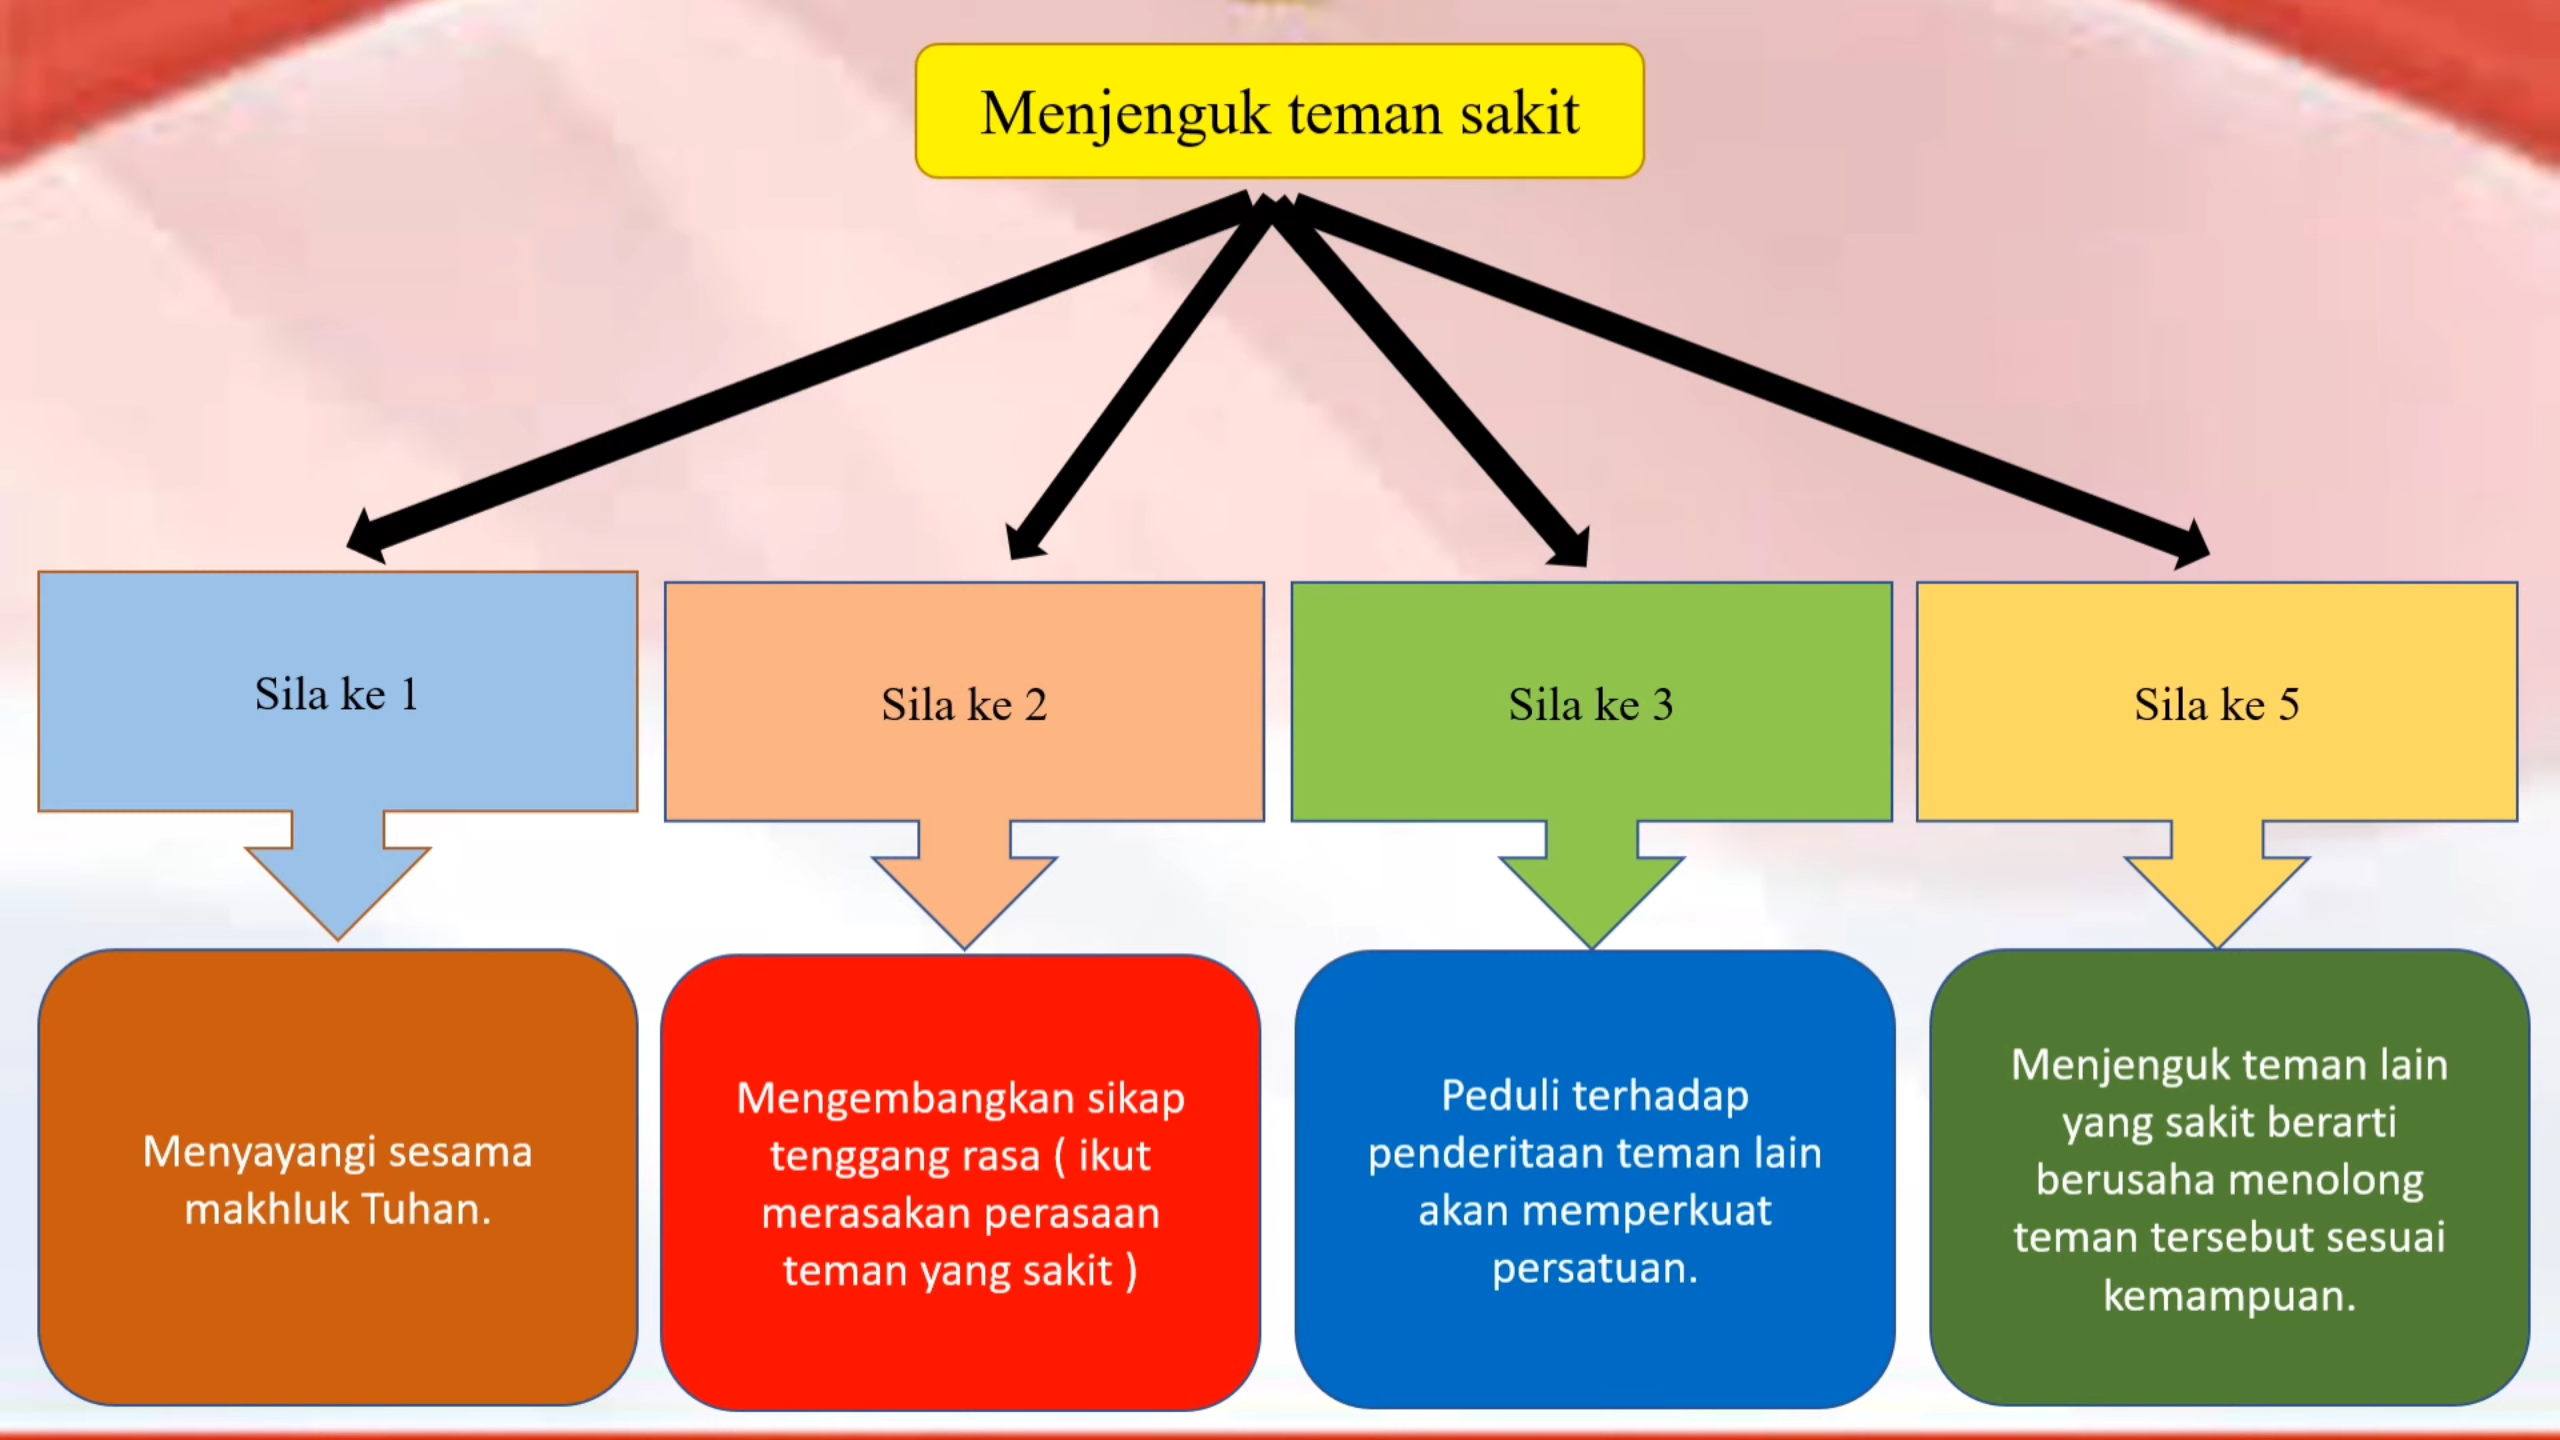 Menjenguk teman sakit
Sila ke 1
Sila ke 2
Sila ke 3
Sila ke 5
Menyayangi sesama
makhluk Tuhan.
Mengembangkan sikap
tenggang rasa ( ikut
merasakan perasaan
teman yang sakit )
Peduli terhadap
penderitaan teman lain
akan memperkuat
persatuan.
Menjenguk teman lain
yang sakit berarti
berusaha menolong
teman tersebut sesuai
kemampuan.